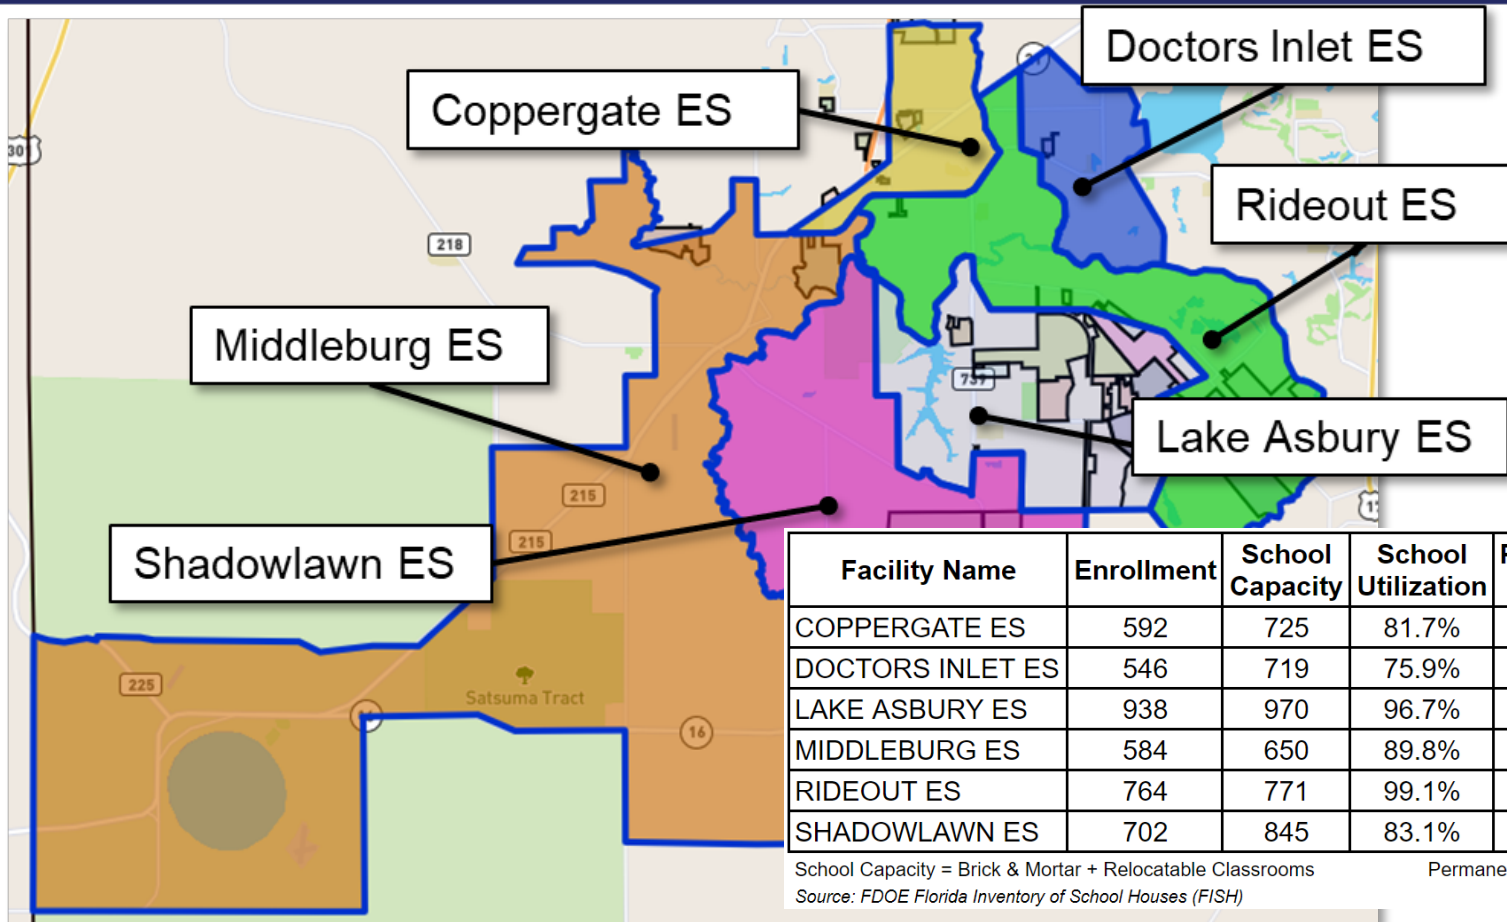 Doctors Inlet ES
21
Coppergate ES
301
Rideout ES
218
Middleburg ES
739
Lake Asbury ES
215
17
215
Shadowlawn ES
Facility Name Enrollment School Capacity School Utilization
COPPERGATE ES 592 725 81.7%
DOCTORS INLET ES 546 719 75.9%
LAKE ASBURY ES 938 970 96.7%
MIDDLEBURG ES 584 650 89.8%
RIDEOUT ES 764 771 99.1%
SHADOWLAWN ES 702 845 83.1%
225
Satsuma Tract
16
16
School Capacity = Brick & Mortar + Relocatable Classrooms Permane
Source: FDOE Florida Inventory of School Houses (FISH)